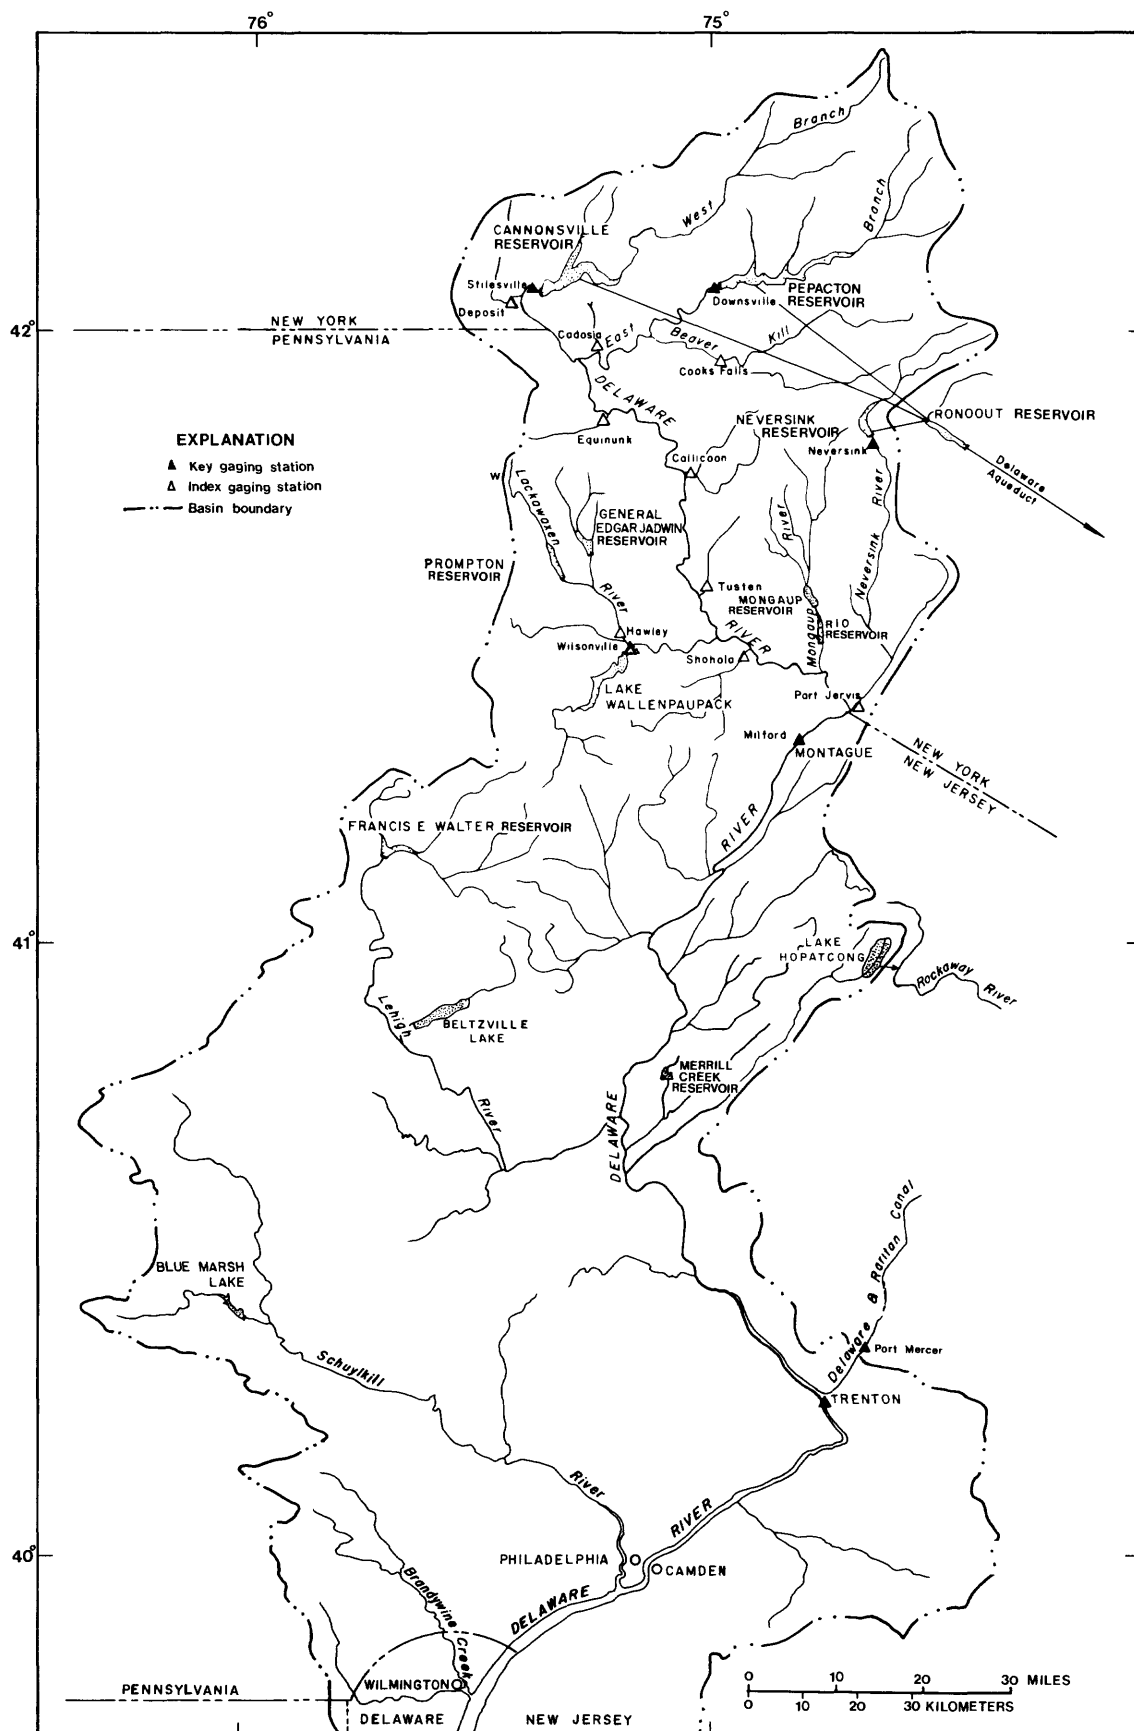 76°
75°
Branch
West
Branch
CANNONSVILLE
RESERVOIR
Stilesville
Deposit
PEPACTON
RESERVOIR
Downsville
42°
NEW YORK
PENNSYLVANIA
Cadosia
East
Beaver
Kill
Cooks Falls
DELAWARE
NEVERSINK
RESERVOIR
RONDOUT RESERVOIR
Equinunk
Neversink
Callicoon
Delaware
Aqueduct
EXPLANATION
Key gaging station
Index gaging station
Basin boundary
W
Lackawaxen
River
GENERAL
EDGAR JADWIN
RESERVOIR
River
Neversink
River
PROMPTON
RESERVOIR
Tusten
MONGAUP
RESERVOIR
Mongaup
RIO
RESERVOIR
Hawley
RIVER
Wilsonville
Shohola
LAKE
WALLENPAUPACK
Port Jervis
Milford
MONTAGUE
NEW YORK
NEW JERSEY
RIVER
FRANCIS E WALTER RESERVOIR
41°
LAKE
HOPATCONG
Rockaway
River
Lehigh
BELTZVILLE
LAKE
MERRILL
CREEK
RESERVOIR
River
DELAWARE
Delaware & Raritan Canal
BLUE MARSH
LAKE
Port Mercer
Schuylkill
TRENTON
River
RIVER
40°
PHILADELPHIA
CAMDEN
Brandywine
Creek
DELAWARE
WILMINGTON
PENNSYLVANIA
DELAWARE
NEW JERSEY
0 10 20 30 MILES
0 10 20 30 KILOMETERS